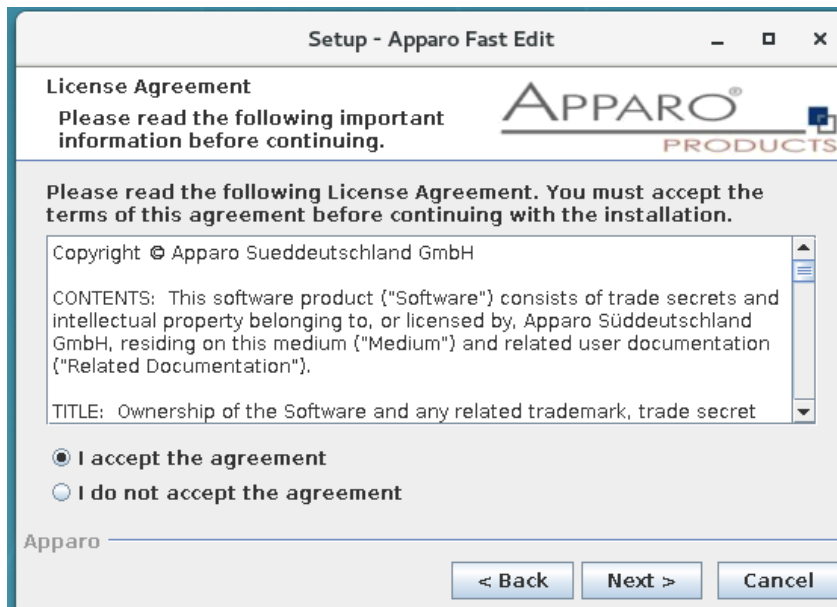 Setup - Apparo Fast Edit
License Agreement
Please read the following important
information before continuing.
APPARO®
PRODUCTS
Please read the following License Agreement. You must accept the
terms of this agreement before continuing with the installation.
Copyright © Apparo Sueddeutschland GmbH
CONTENTS:  This software product ("Software") consists of trade secrets and
intellectual property belonging to, or licensed by, Apparo Süddeutschland
GmbH, residing on this medium ("Medium") and related user documentation
("Related Documentation").
TITLE:  Ownership of the Software and any related trademark, trade secret
I accept the agreement
I do not accept the agreement
Apparo
< Back
Next >
Cancel